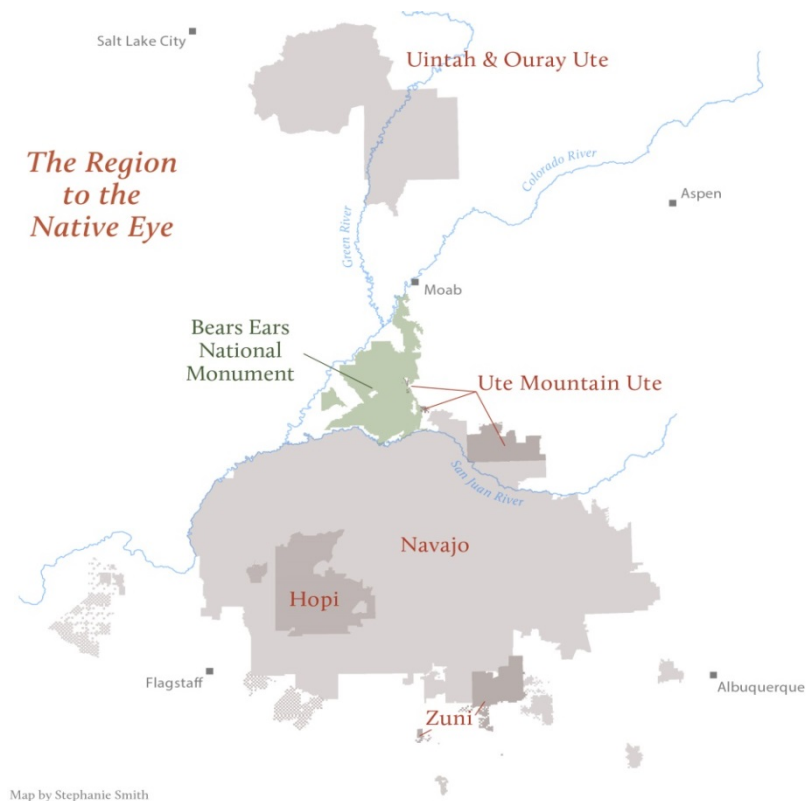 Salt Lake City
Uintah & Ouray Ute
The Region
to the
Native Eye
Colorado River
Aspen
Green River
Moab
Bears Ears
National
Monument
Ute Mountain Ute
San Juan River
Navajo
Hopi
Flagstaff
Albuquerque
Zuni
Map by Stephanie Smith